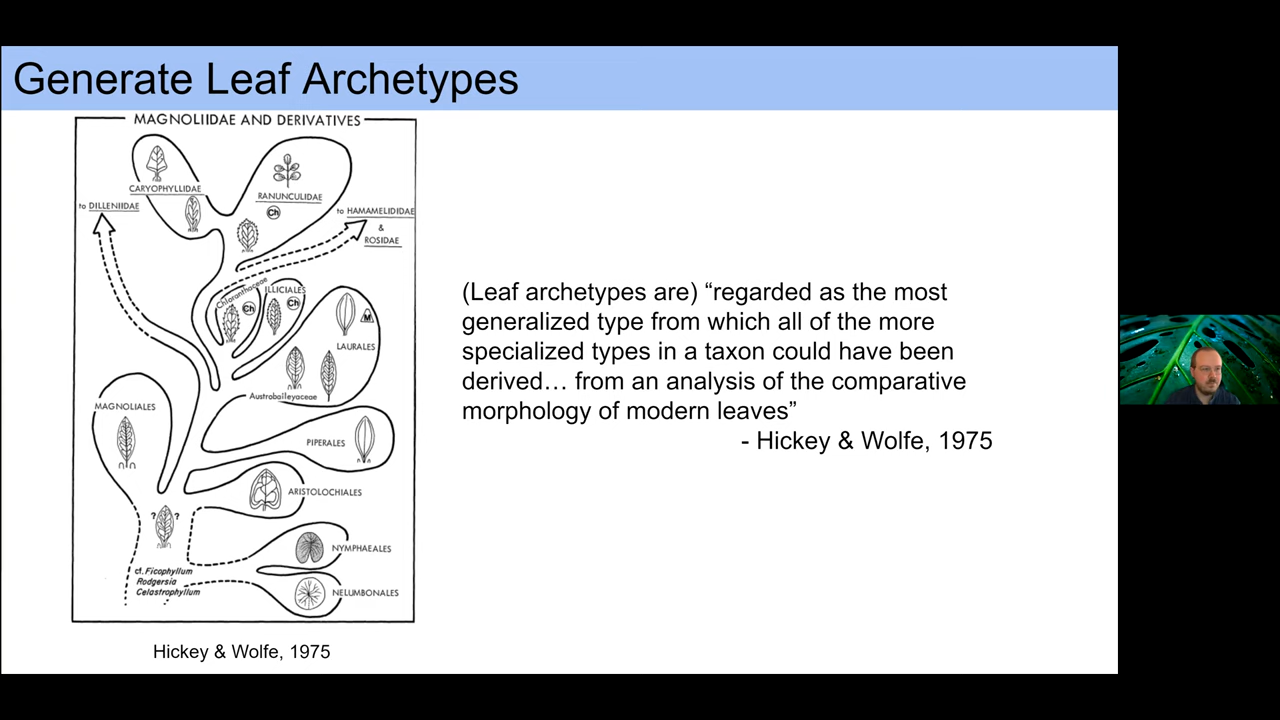 Generate Leaf Archetypes
MAGNOLIIDAE AND DERIVATIVES
CARYOPHYLLIDAE
RANUNCULIDAE
Ch
to DILLENIIDAE
to HAMAMELIDIDAE
&
ROSIDAE
Chloranthaceae
ILLICIALES
Ch
Ch
M
LAURALES
Austrobaileyaceae
MAGNOLIALES
PIPERALES
ARISTOLOCHIALES
? ?
NYMPHAEALES
cf. Ficophyllum
Rodgersia
Celastrophyllum
NELUMBONALES
Hickey & Wolfe, 1975
(Leaf archetypes are) “regarded as the most
generalized type from which all of the more
specialized types in a taxon could have been
derived… from an analysis of the comparative
morphology of modern leaves”
- Hickey & Wolfe, 1975